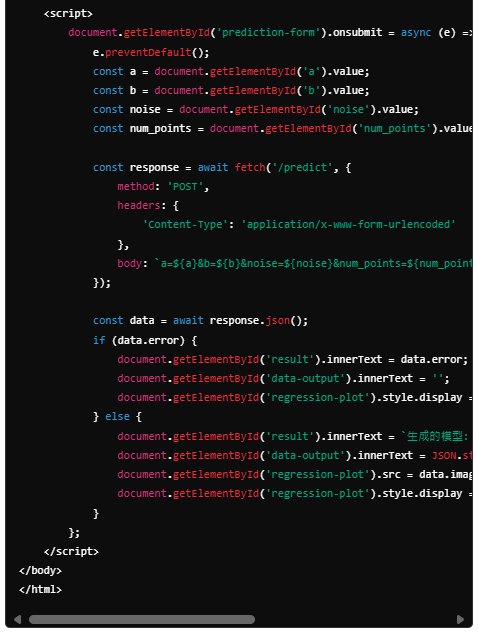 <script>
document.getElementById('prediction-form').onsubmit = async (e) =>
e.preventDefault();
const a = document.getElementById('a').value;
const b = document.getElementById('b').value;
const noise = document.getElementById('noise').value;
const num_points = document.getElementById('num_points').value
const response = await fetch('/predict', {
method: 'POST',
headers: {
'Content-Type': 'application/x-www-form-urlencoded'
},
body: `a=${a}&b=${b}&noise=${noise}&num_points=${num_point
});
const data = await response.json();
if (data.error) {
document.getElementById('result').innerText = data.error;
document.getElementById('data-output').innerText = '';
document.getElementById('regression-plot').style.display =
} else {
document.getElementById('result').innerText = `生成的模型:
document.getElementById('data-output').innerText = JSON.st
document.getElementById('regression-plot').src = data.imag
document.getElementById('regression-plot').style.display =
}
};
</script>
</body>
</html>